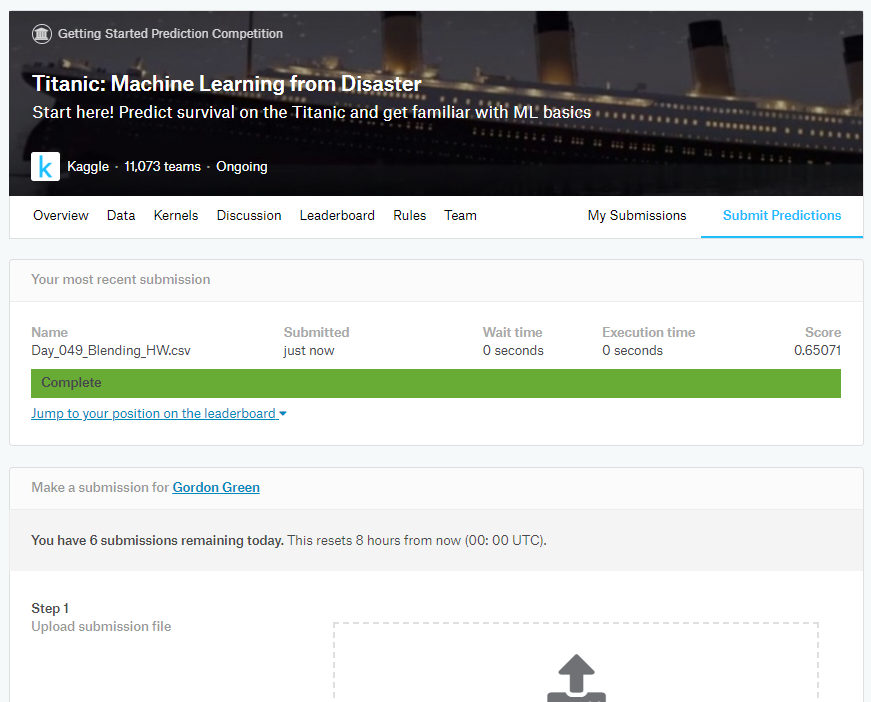 Getting Started Prediction Competition
Titanic: Machine Learning from Disaster
Start here! Predict survival on the Titanic and get familiar with ML basics
k Kaggle · 11,073 teams · Ongoing
Overview Data Kernels Discussion Leaderboard Rules Team My Submissions Submit Predictions
Your most recent submission
Name Submitted Wait time Execution time Score
Day_049_Blending_HW.csv just now 0 seconds 0 seconds 0.65071
Complete
Jump to your position on the leaderboard
Make a submission for Gordon Green
You have 6 submissions remaining today. This resets 8 hours from now (00: 00 UTC).
Step 1
Upload submission file